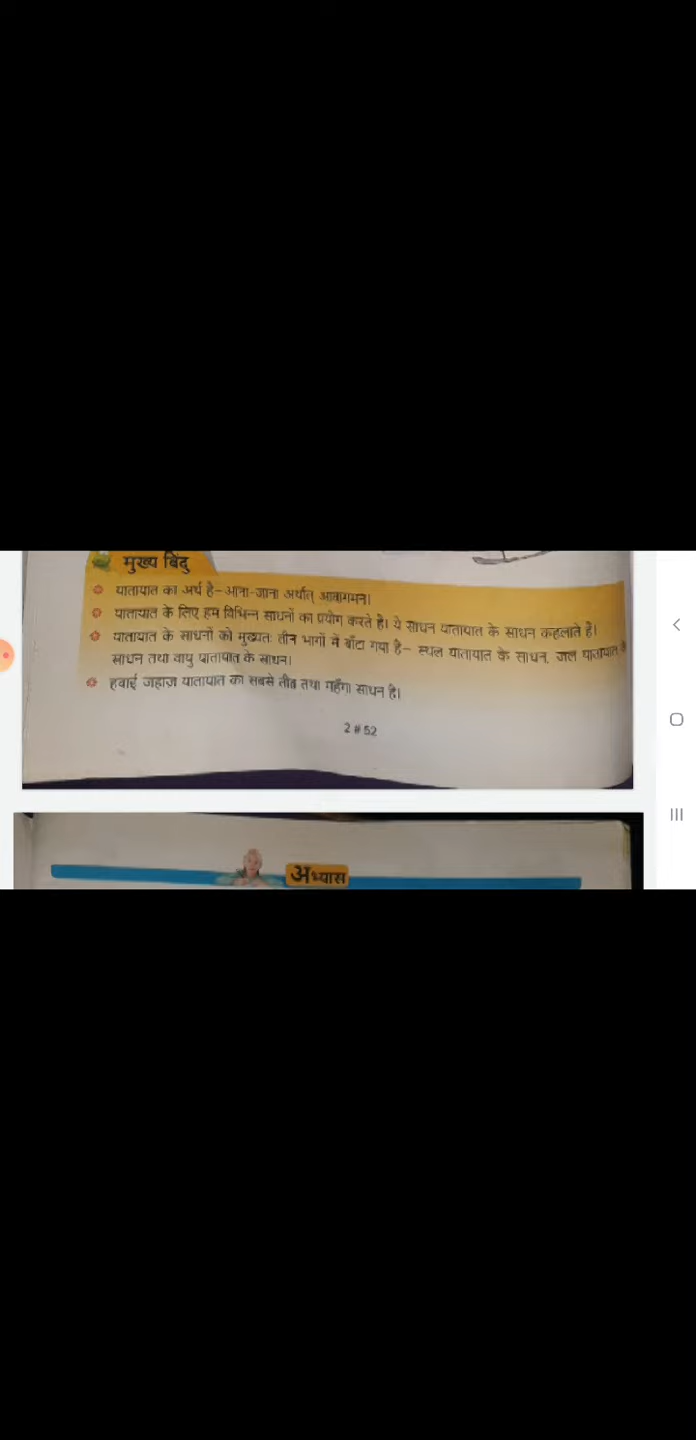 मुख्य बिंदु
यातायात का अर्थ है- आना-जाना अर्थात् आवागमन।
यातायात के लिए हम विभिन्न साधनों का प्रयोग करते है। ये साधन यातायात के साधन कहलाते हैं।
यातायात के साधनों को मुख्यतः तीन भागों में बाँटा गया है- स्थल यातायात के साधन, जल यातायात के
साधन तथा वायु यातायात के साधन।
हवाई जहाज़ यातायात का सबसे तीव्र तथा महँगा साधन है।
2 # 52
अभ्यास